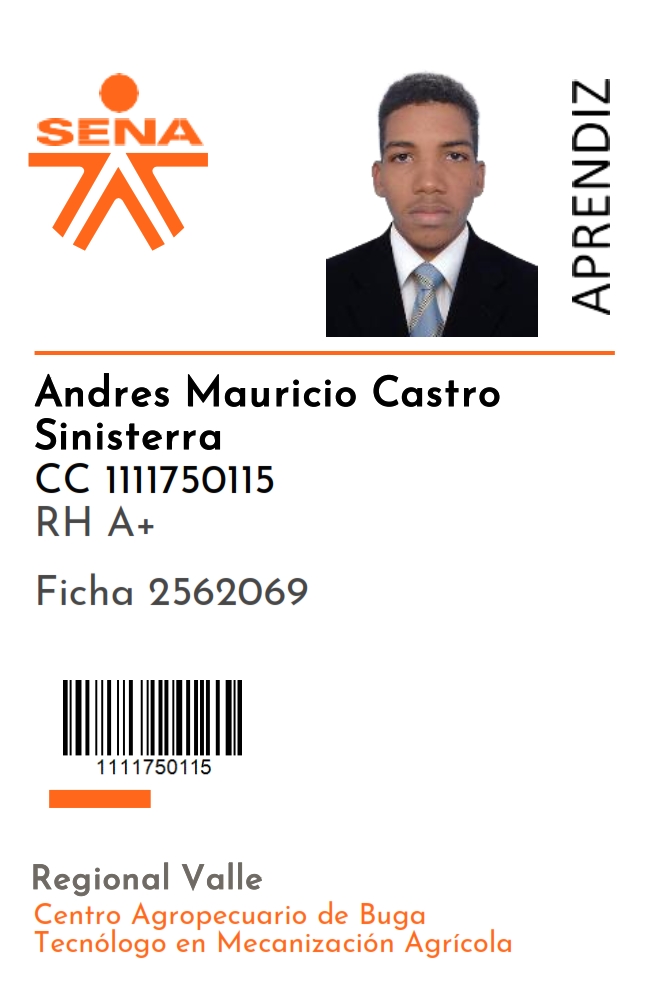 SENA
APRENDIZ
Andres Mauricio Castro
Sinisterra
CC 1111750115
RH A+
Ficha 2562069
1111750115
Regional Valle
Centro Agropecuario de Buga
Tecnólogo en Mecanización Agrícola